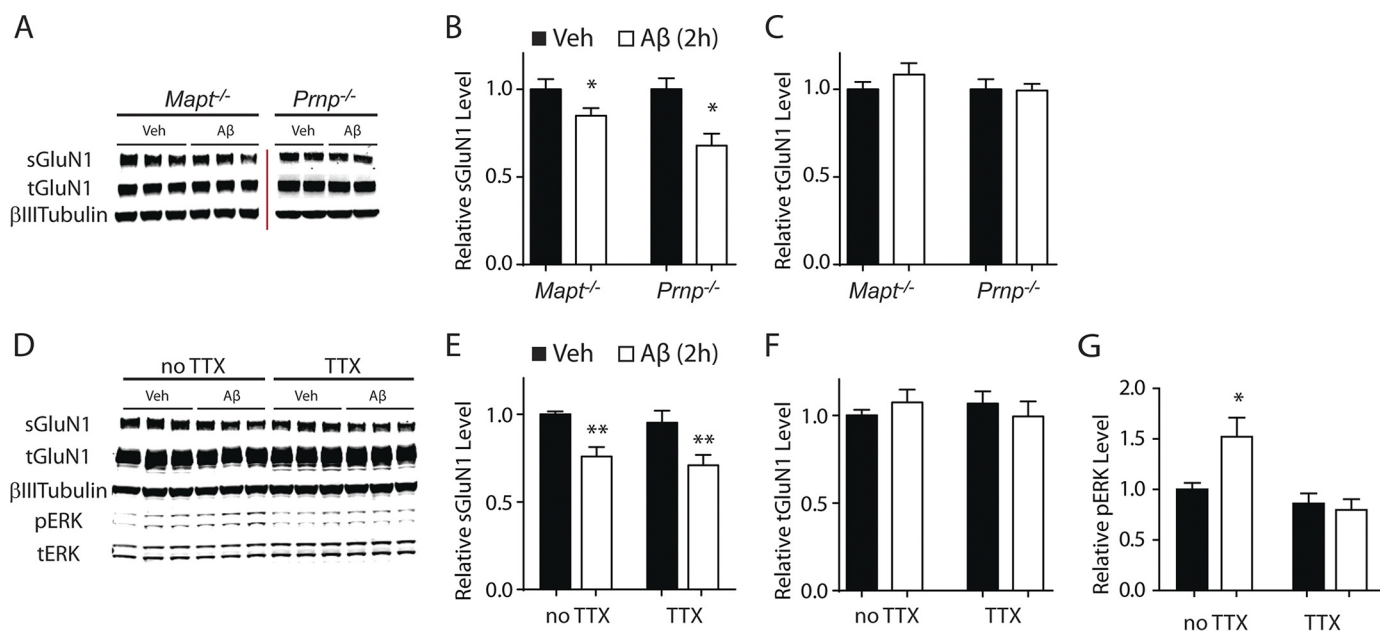 A
Mapt-/- Prnp-/-
Veh Aβ Veh Aβ
sGluN1
tGluN1
βIIITubulin
B
Veh Aβ (2h)
Relative sGluN1 Level
1.0
0.5
0.0
* *
Mapt-/- Prnp-/-
C
Relative tGluN1 Level
1.0
0.5
0.0
Mapt-/- Prnp-/-
D
no TTX TTX
Veh Aβ Veh Aβ
sGluN1
tGluN1
βIIITubulin
pERK
tERK
E
Veh Aβ (2h)
Relative sGluN1 Level
1.0
0.5
0.0
** **
no TTX TTX
F
Relative tGluN1 Level
1.0
0.5
0.0
no TTX TTX
G
Relative pERK Level
2.0
1.5
1.0
0.5
0.0
*
no TTX TTX